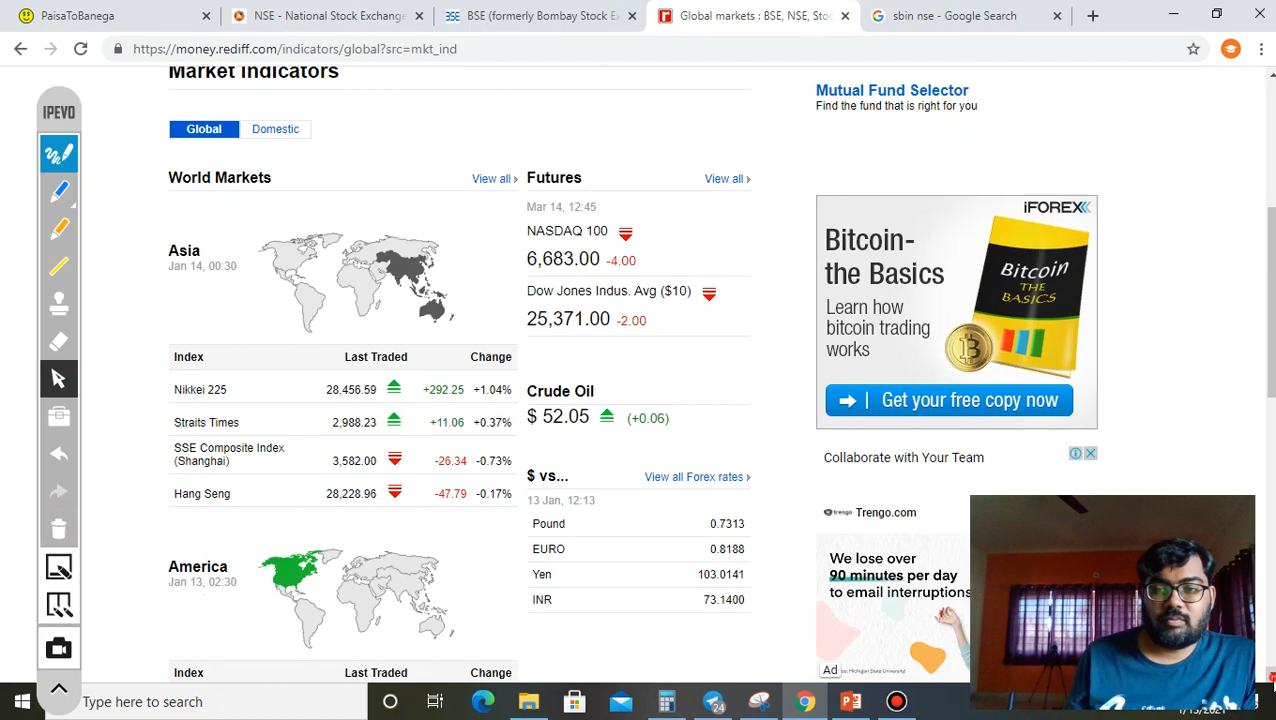 PaisaToBanega
NSE - National Stock Exchang
BSE (formerly Bombay Stock E
Global markets : BSE, NSE, Sto
sbin nse - Google Search
https://money.rediff.com/indicators/global?src=mkt_ind
IPEVO
Market Indicators
Global
Domestic
World Markets
View all
Asia
Jan 14, 00:30
Index Last Traded Change
Nikkei 225 28,456.59 +292.25 +1.04%
Straits Times 2,988.23 +11.06 +0.37%
SSE Composite Index
(Shanghai) 3,582.00 -26.34 -0.73%
Hang Seng 28,228.96 -47.79 -0.17%
America
Jan 13, 02:30
Index Last Traded Change
Futures
View all
Mar 14, 12:45
NASDAQ 100
6,683.00 -4.00
Dow Jones Indus. Avg ($10)
25,371.00 -2.00
Crude Oil
$ 52.05 (+0.06)
$ vs...
View all Forex rates
13 Jan, 12:13
Pound 0.7313
EURO 0.8188
Yen 103.0141
INR 73.1400
Mutual Fund Selector
Find the fund that is right for you
iFOREX
Bitcoin-
the Basics
Learn how
bitcoin trading
works
Bitcoin
THE
BASICS
Get your free copy now
Collaborate with Your Team
trengo
Trengo.com
We lose over
90 minutes per day
to email interruptions
Michigan State University)
Ad
Type here to search
24